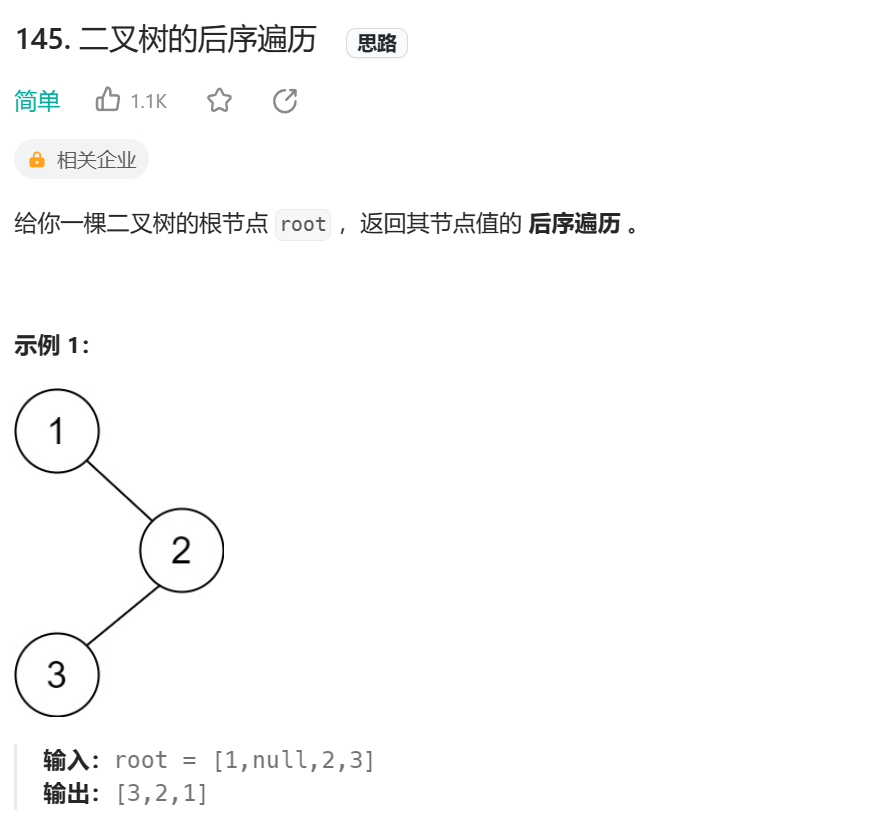 145. 二叉树的后序遍历 思路
简单 1.1K
相关企业
给你一棵二叉树的根节点 root ，返回其节点值的 后序遍历 。
示例 1：
1
2
3
输入：root = [1,null,2,3]
输出：[3,2,1]